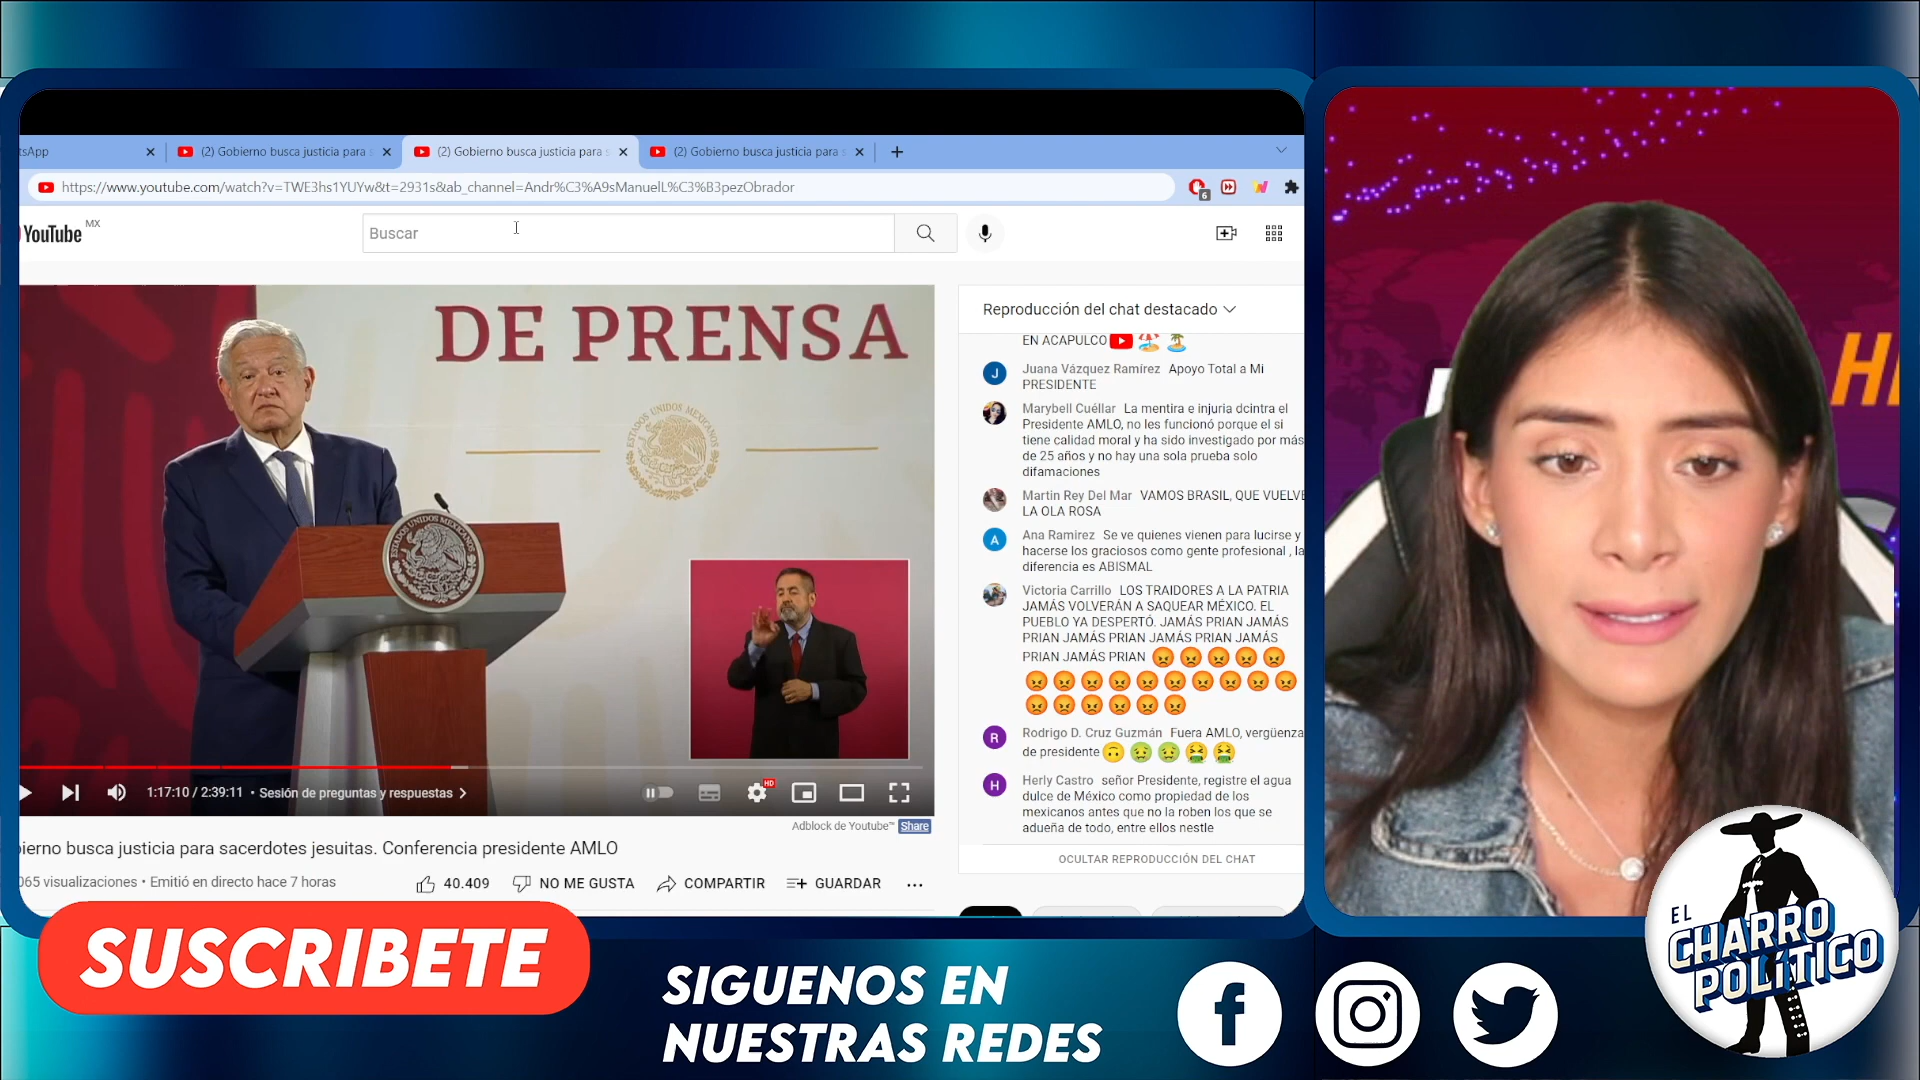 tsApp
(2) Gobierno busca justicia para s
(2) Gobierno busca justicia para s
(2) Gobierno busca justicia para s
https://www.youtube.com/watch?v=TWE3hs1YUYw&t=2931s&ab_channel=Andr%C3%A9sManuelL%C3%B3pezObrador
6
YouTube MX
Buscar
DE PRENSA
ESTADOS UNIDOS MEXICANOS
ESTADOS UNIDOS MEXICANOS
1:17:10 / 2:39:11 • Sesión de preguntas y respuestas
HD
Adblock de Youtube™ Share
ierno busca justicia para sacerdotes jesuitas. Conferencia presidente AMLO
065 visualizaciones • Emitió en directo hace 7 horas
40.409
NO ME GUSTA
COMPARTIR
GUARDAR
Reproducción del chat destacado
EN ACAPULCO
J
Juana Vázquez Ramírez Apoyo Total a Mi
PRESIDENTE
Marybell Cuéllar La mentira e injuria dcintra el
Presidente AMLO, no les funcionó porque el si
tiene calidad moral y ha sido investigado por más
de 25 años y no hay una sola prueba solo
difamaciones
Martin Rey Del Mar VAMOS BRASIL, QUE VUELVE
LA OLA ROSA
A
Ana Ramirez Se ve quienes vienen para lucirse y
hacerse los graciosos como gente profesional , la
diferencia es ABISMAL
Victoria Carrillo LOS TRAIDORES A LA PATRIA
JAMÁS VOLVERÁN A SAQUEAR MÉXICO. EL
PUEBLO YA DESPERTÓ. JAMÁS PRIAN JAMÁS
PRIAN JAMÁS PRIAN JAMÁS PRIAN JAMÁS
PRIAN JAMÁS PRIAN 😡😡😡😡😡
😡😡😡😡😡😡😡😡😡😡
😡😡😡😡😡😡
R
Rodrigo D. Cruz Guzmán Fuera AMLO, vergüenza
de presidente 🙃🤢🤢🤮🤮
H
Herly Castro señor Presidente, registre el agua
dulce de México como propiedad de los
mexicanos antes que no la roben los que se
adueña de todo, entre ellos nestle
OCULTAR REPRODUCCIÓN DEL CHAT
SUSCRIBETE
SIGUENOS EN
NUESTRAS REDES
EL
CHARRO
POLÍTICO